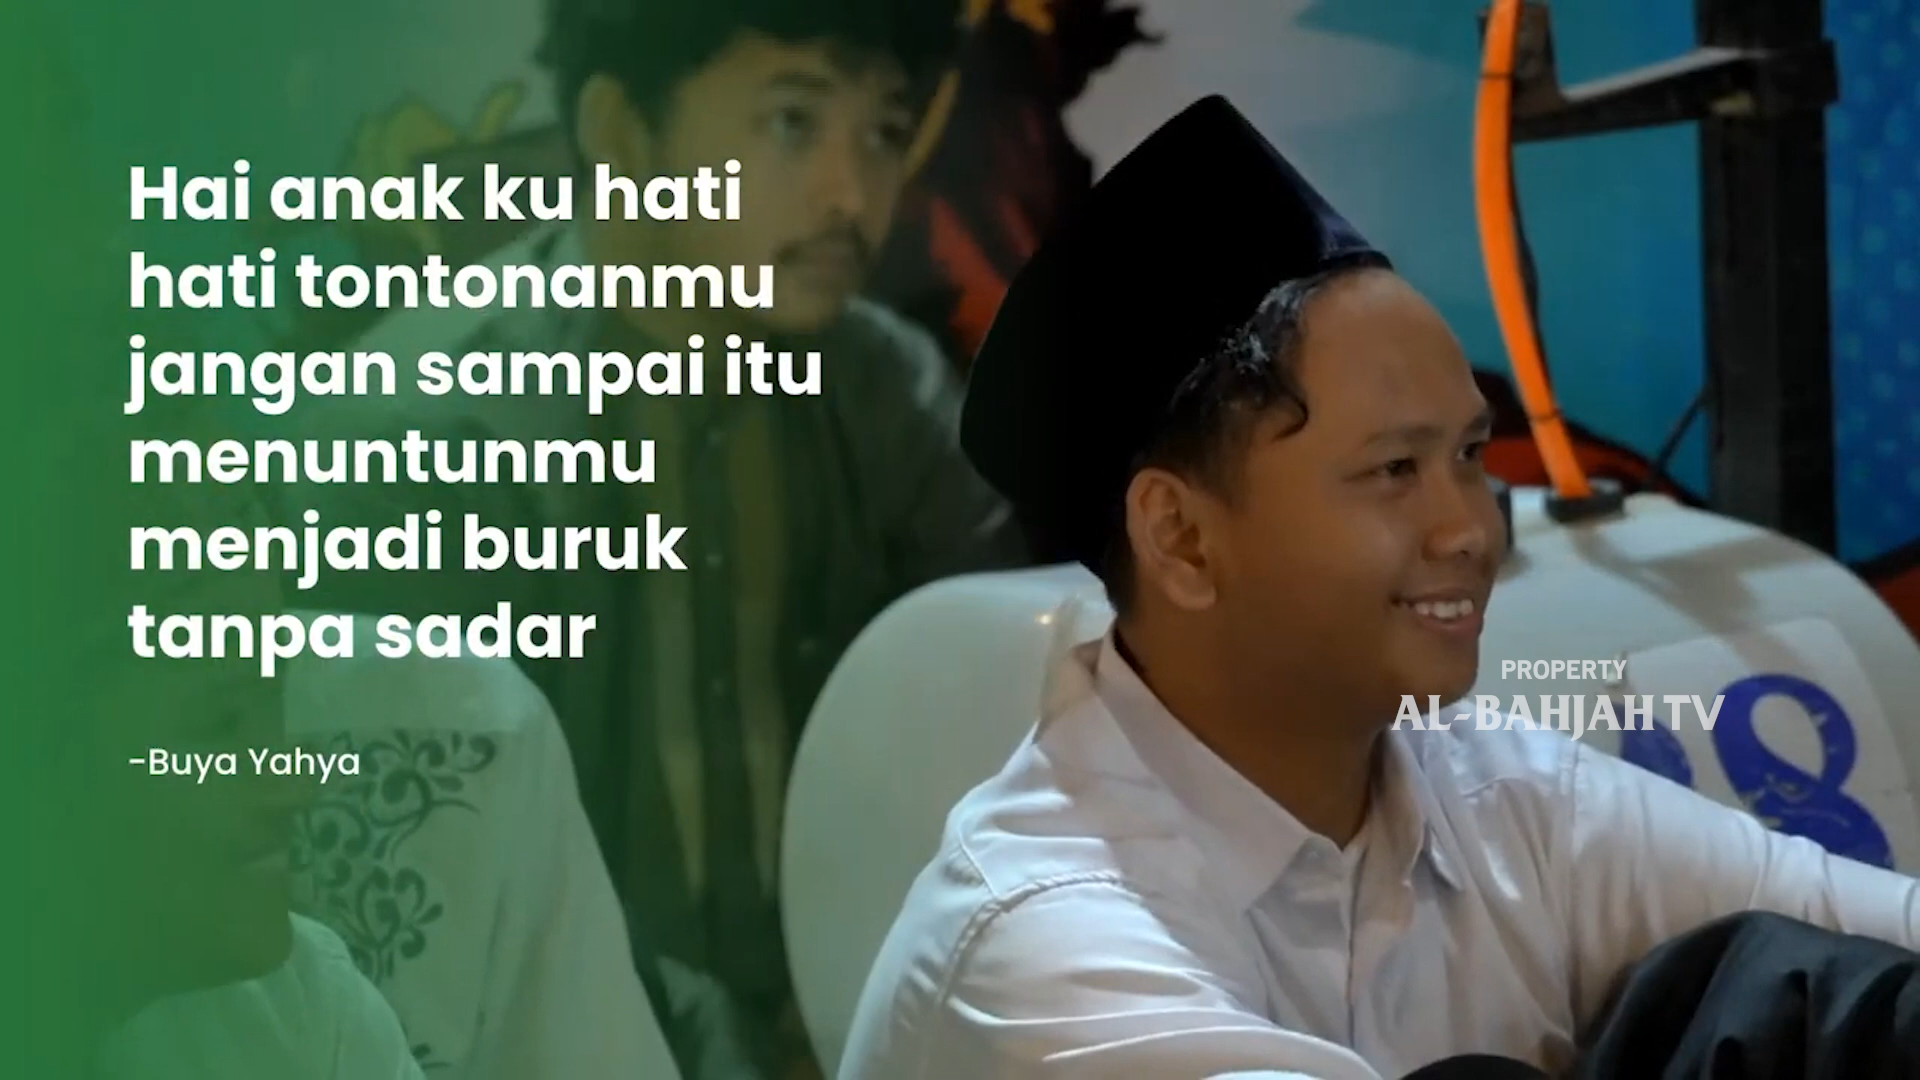 Hai anak ku hati
hati tontonanmu
jangan sampai itu
menuntunmu
menjadi buruk
tanpa sadar
-Buya Yahya
PROPERTY
AL-BAHJAH TV
8